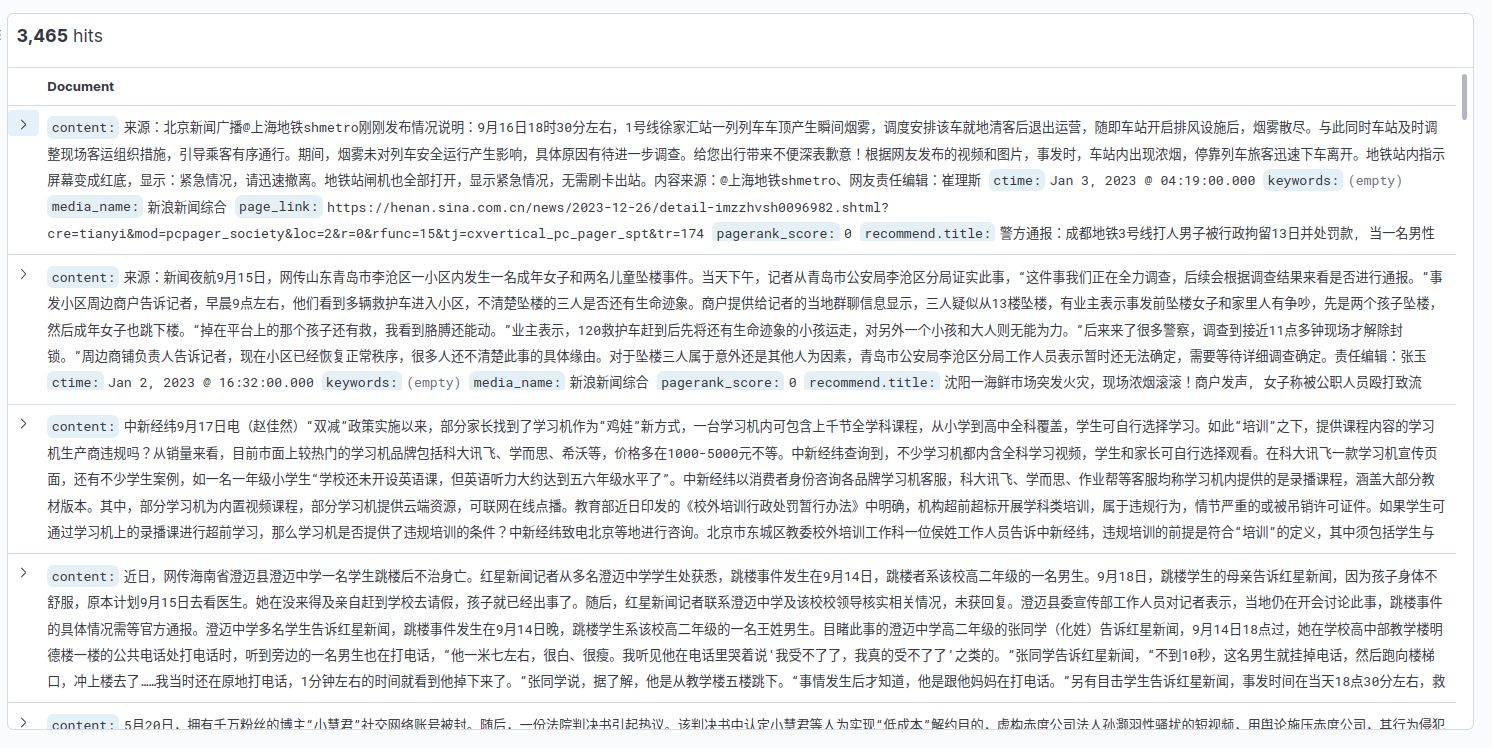 3,465 hits
Document
content: 来源：北京新闻广播@上海地铁shmetro刚刚发布情况说明：9月16日18时30分左右，1号线徐家汇站一列列车车顶产生瞬间烟雾，调度安排该车就地清客后退出运营，随即车站开启排风设施后，烟雾散尽。与此同时车站及时调
整现场客运组织措施，引导乘客有序通行。期间，烟雾未对列车安全运行产生影响，具体原因有待进一步调查。给您出行带来不便深表歉意！根据网友发布的视频和图片，事发时，车站内出现浓烟，停靠列车旅客迅速下车离开。地铁站内指示
屏幕变成红底，显示：紧急情况，请迅速撤离。地铁站闸机也全部打开，显示紧急情况，无需刷卡出站。内容来源：@上海地铁shmetro、网友责任编辑：崔理斯 ctime: Jan 3, 2023 @ 04:19:00.000 keywords: (empty)
media_name: 新浪新闻综合 page_link: https://henan.sina.com.cn/news/2023-12-26/detail-imzzhvsh0096982.shtml?
cre=tianyi&mod=pcpager_society&loc=2&r=0&rfunc=15&tj=cxvertical_pc_pager_spt&tr=174 pagerank_score: 0 recommend.title: 警方通报：成都地铁3号线打人男子被行政拘留13日并处罚款, 当一名男性
content: 来源：新闻夜航9月15日，网传山东青岛市李沧区一小区内发生一名成年女子和两名儿童坠楼事件。当天下午，记者从青岛市公安局李沧区分局证实此事，“这件事我们正在全力调查，后续会根据调查结果来看是否进行通报。”事
发小区周边商户告诉记者，早晨9点左右，他们看到多辆救护车进入小区，不清楚坠楼的三人是否还有生命迹象。商户提供给记者的当地群聊信息显示，三人疑似从13楼坠楼，有业主表示事发前坠楼女子和家里人有争吵，先是两个孩子坠楼，
然后成年女子也跳下楼。“掉在平台上的那个孩子还有救，我看到胳膊还能动。”业主表示，120救护车赶到后先将还有生命迹象的小孩运走，对另外一个小孩和大人则无能为力。“后来来了很多警察，调查到接近11点多钟现场才解除封
锁。”周边商铺负责人告诉记者，现在小区已经恢复正常秩序，很多人还不清楚此事的具体缘由。对于坠楼三人属于意外还是其他人为因素，青岛市公安局李沧区分局工作人员表示暂时还无法确定，需要等待详细调查确定。责任编辑：张玉
ctime: Jan 2, 2023 @ 16:32:00.000 keywords: (empty) media_name: 新浪新闻综合 pagerank_score: 0 recommend.title: 沈阳一海鲜市场突发火灾，现场浓烟滚滚！商户发声, 女子称被公职人员殴打致流
content: 中新经纬9月17日电（赵佳然）“双减”政策实施以来，部分家长找到了学习机作为“鸡娃”新方式，一台学习机内可包含上千节全学科课程，从小学到高中全科覆盖，学生可自行选择学习。如此“培训”之下，提供课程内容的学习
机生产商违规吗？从销量来看，目前市面上较热门的学习机品牌包括科大讯飞、学而思、希沃等，价格多在1000-5000元不等。中新经纬查询到，不少学习机都内含全科学习视频，学生和家长可自行选择观看。在科大讯飞一款学习机宣传页
面，还有不少学生案例，如一名一年级小学生“学校还未开设英语课，但英语听力大约达到五六年级水平了”。中新经纬以消费者身份咨询各品牌学习机客服，科大讯飞、学而思、作业帮等客服均称学习机内提供的是录播课程，涵盖大部分教
材版本。其中，部分学习机为内置视频课程，部分学习机提供云端资源，可联网在线点播。教育部近日印发的《校外培训行政处罚暂行办法》中明确，机构超前超标开展学科类培训，属于违规行为，情节严重的或被吊销许可证件。如果学生可
通过学习机上的录播课进行超前学习，那么学习机是否提供了违规培训的条件？中新经纬致电北京等地进行咨询。北京市东城区教委校外培训工作科一位侯姓工作人员告诉中新经纬，违规培训的前提是符合“培训”的定义，其中须包括学生与
content: 近日，网传海南省澄迈县澄迈中学一名学生跳楼后不治身亡。红星新闻记者从多名澄迈中学学生处获悉，跳楼事件发生在9月14日，跳楼者系该校高二年级的一名男生。9月18日，跳楼学生的母亲告诉红星新闻，因为孩子身体不
舒服，原本计划9月15日去看医生。她在没来得及亲自赶到学校去请假，孩子就已经出事了。随后，红星新闻记者联系澄迈中学及该校校领导核实相关情况，未获回复。澄迈县委宣传部工作人员对记者表示，当地仍在开会讨论此事，跳楼事件
的具体情况需等官方通报。澄迈中学多名学生告诉红星新闻，跳楼事件发生在9月14日晚，跳楼学生系该校高二年级的一名王姓男生。目睹此事的澄迈中学高二年级的张同学（化姓）告诉红星新闻，9月14日18点过，她在学校高中部教学楼明
德楼一楼的公共电话处打电话时，听到旁边的一名男生也在打电话，“他一米七左右，很白、很瘦。我听见他在电话里哭着说‘我受不了了，我真的受不了了’之类的。”张同学告诉红星新闻，“不到10秒，这名男生就挂掉电话，然后跑向楼梯
口，冲上楼去了……我当时还在原地打电话，1分钟左右的时间就看到他掉下来了。”张同学说，据了解，他是从教学楼五楼跳下。“事情发生后才知道，他是跟他妈妈在打电话。”另有目击学生告诉红星新闻，事发时间在当天18点30分左右，救
content: 5月20日，拥有千万粉丝的博主“小慧君”社交网络账号被封。随后，一份法院判决书引起热议。该判决书中认定小慧君等人为实现“低成本”解约目的，虚构赤度公司法人孙灏羽性骚扰的短视频，用舆论施压赤度公司，其行为侵犯